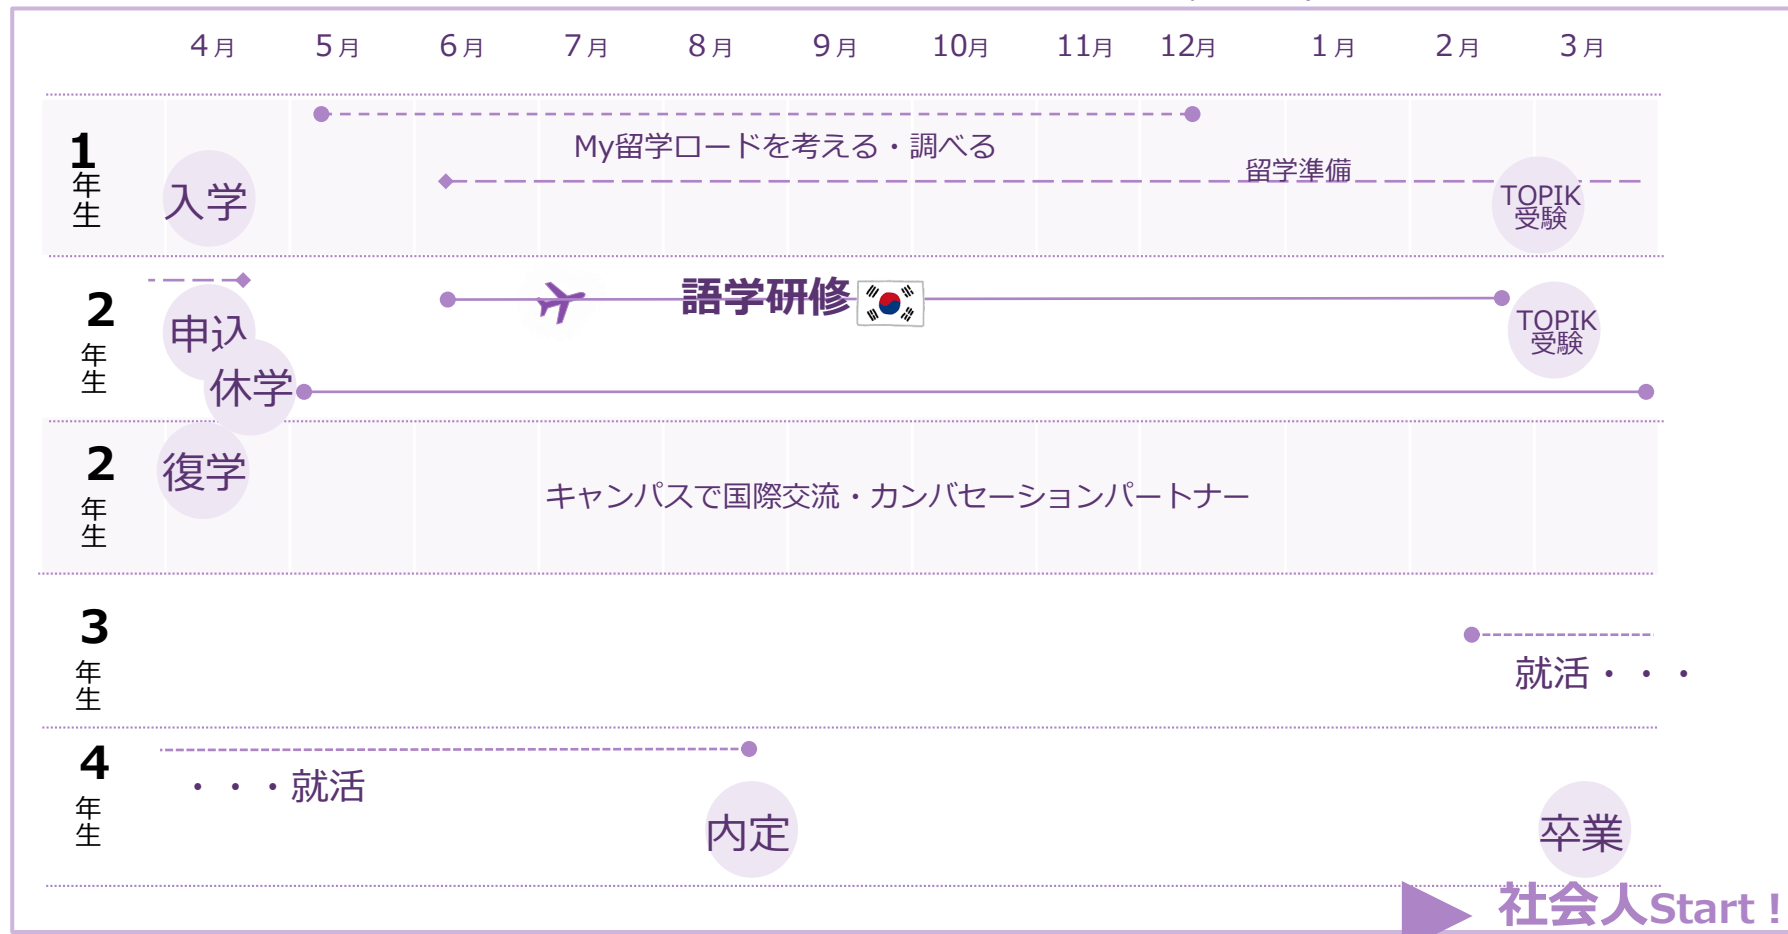 4月 5月 6月 7月 8月 9月 10月 11月 12月 1月 2月 3月
1年生
入学
My留学ロードを考える・調べる
留学準備
TOPIK
受験
2年生
申込
休学
語学研修
TOPIK
受験
2年生
復学
キャンパスで国際交流・カンバセーションパートナー
3年生
就活・・・
4年生
・・・就活
内定
卒業
社会人Start！